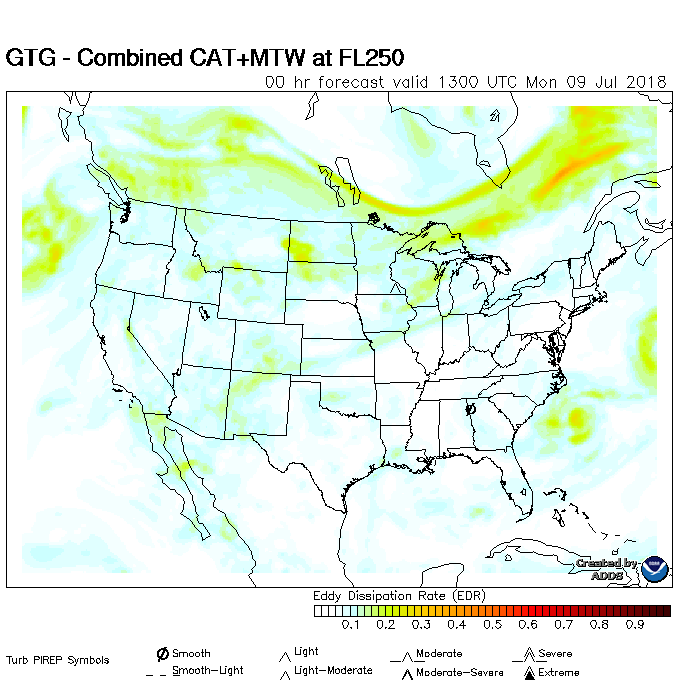 GTG - Combined CAT+MTW at FL250
00 hr forecast valid 1300 UTC Mon 09 Jul 2018
Created by
ADDS
Eddy Dissipation Rate (EDR)
0.1 0.2 0.3 0.4 0.5 0.6 0.7 0.8 0.9
Turb PIREP Symbols
Smooth Light Moderate Severe
Smooth-Light Light-Moderate Moderate-Severe Extreme